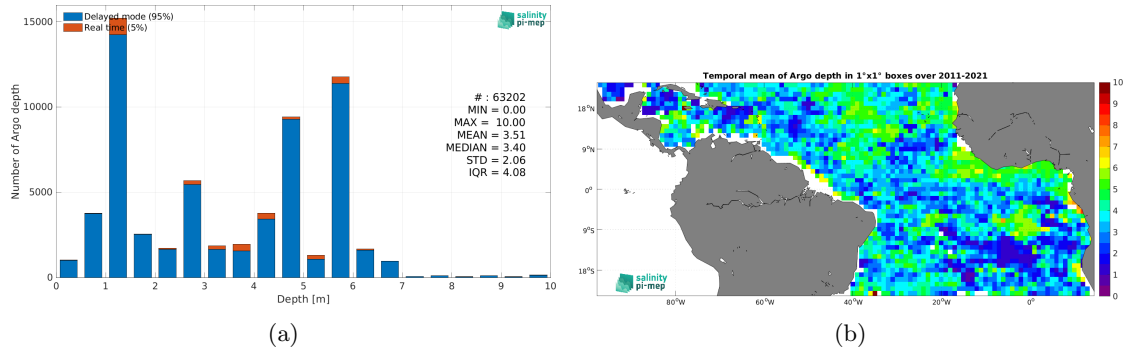 Delayed mode (95%)
Real time (5%)
salinity
pi-mep
15000
10000
5000
0
Number of Argo depth
# : 63202
MIN = 0.00
MAX = 10.00
MEAN = 3.51
MEDIAN = 3.40
STD = 2.06
IQR = 4.08
0 1 2 3 4 5 6 7 8 9 10
Depth [m]
(a)
Temporal mean of Argo depth in 1°x1° boxes over 2011-2021
18°N
9°N
0°
9°S
18°S
80°W 60°W 40°W 20°W 0°
10
9
8
7
6
5
4
3
2
1
0
salinity
pi-mep
(b)